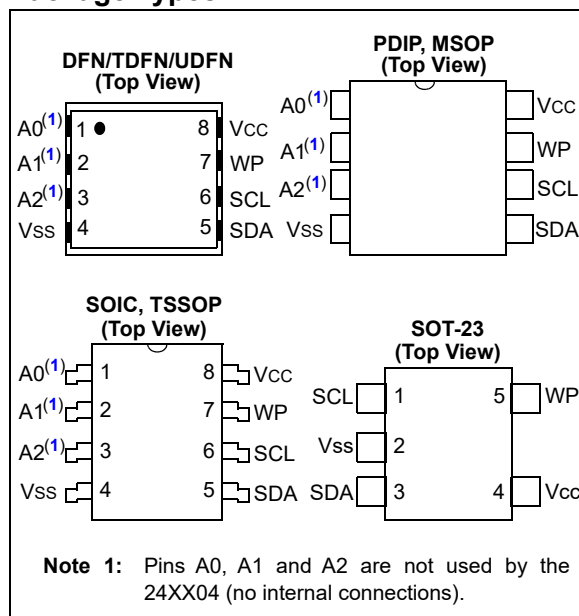 DFN/TDFN/UDFN
(Top View)
A0(1) 1 8 VCC
A1(1) 2 7 WP
A2(1) 3 6 SCL
VSS 4 5 SDA
PDIP, MSOP
(Top View)
A0(1) VCC
A1(1) WP
A2(1) SCL
VSS SDA
SOIC, TSSOP
(Top View)
A0(1) 1 8 VCC
A1(1) 2 7 WP
A2(1) 3 6 SCL
VSS 4 5 SDA
SOT-23
(Top View)
SCL 1 5 WP
Vss 2
SDA 3 4 Vcc
Note 1: Pins A0, A1 and A2 are not used by the
24XX04 (no internal connections).